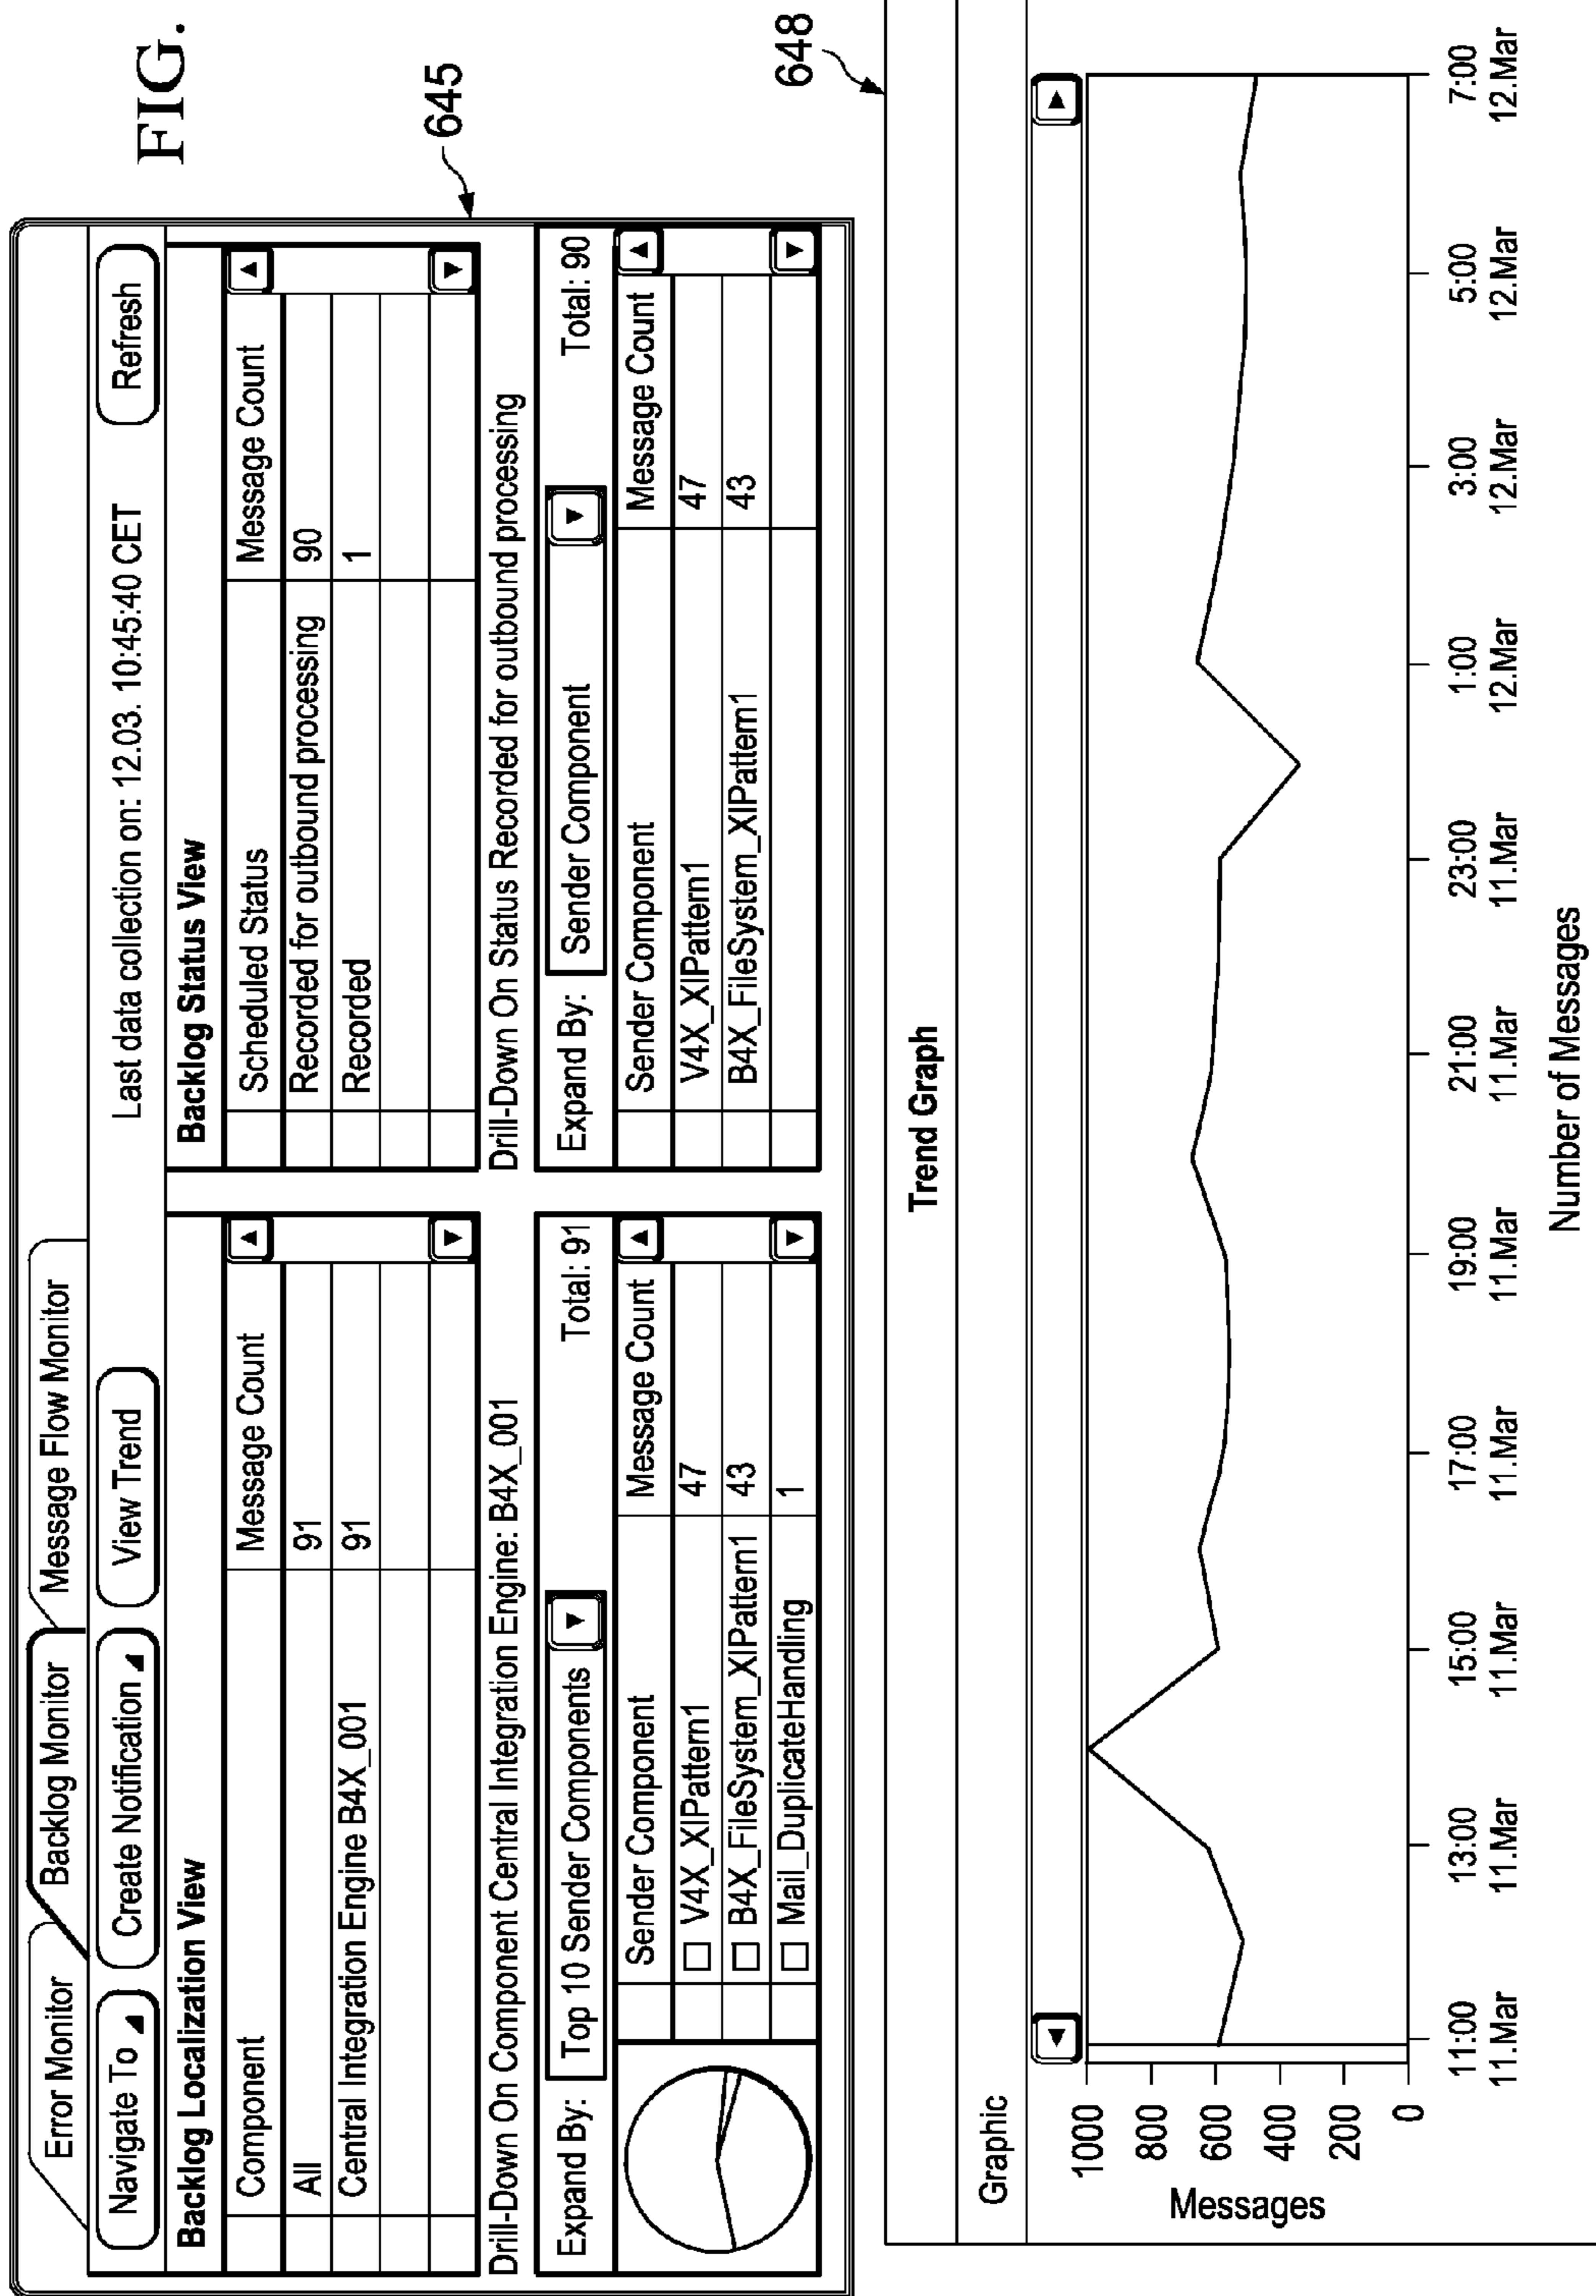 FIG.
Error Monitor
Backlog Monitor
Message Flow Monitor
Navigate To
Create Notification
View Trend
Last data collection on: 12.03. 10:45:40 CET
Refresh
Backlog Localization View
Component Message Count
All 91
Central Integration Engine B4X_001 91
Backlog Status View
Scheduled Status Message Count
Recorded for outbound processing 90
Recorded 1
Drill-Down On Component Central Integration Engine: B4X_001
Expand By: Top 10 Sender Components Total: 91
Sender Component Message Count
V4X_XIPattern1 47
B4X_FileSystem_XIPattern1 43
Mail_DuplicateHandling 1
Drill-Down On Status Recorded for outbound processing
Expand By: Sender Component Total: 90
Sender Component Message Count
V4X_XIPattern1 47
B4X_FileSystem_XIPattern1 43
645
648
Trend Graph
Graphic
1000
800
600
400
200
0
Messages
11:00 13:00 15:00 17:00 19:00 21:00 23:00 1:00 3:00 5:00 7:00
11.Mar 11.Mar 11.Mar 11.Mar 11.Mar 11.Mar 11.Mar 12.Mar 12.Mar 12.Mar 12.Mar
Number of Messages